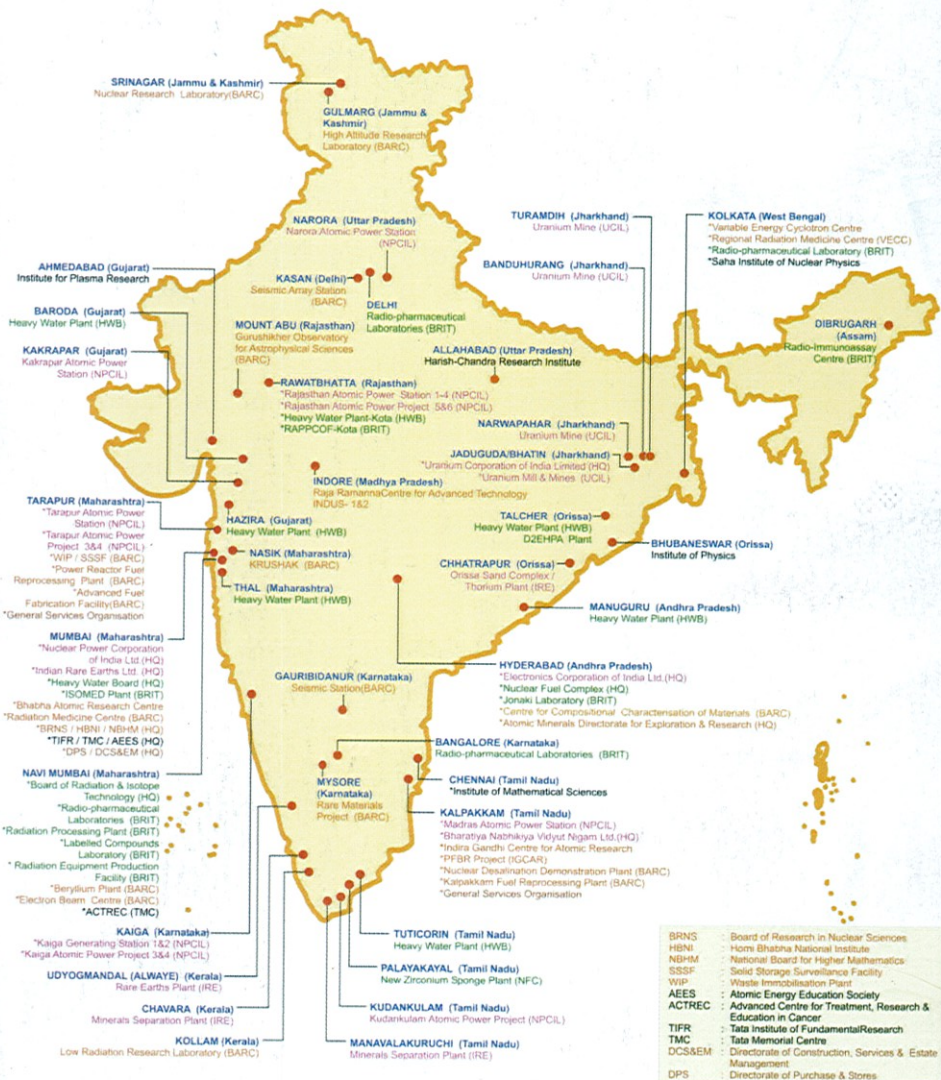 SRINAGAR (Jammu & Kashmir)
Nuclear Research Laboratory(BARC)
GULMARG (Jammu &
Kashmir)
High Altitude Research
Laboratory (BARC)
NARORA (Uttar Pradesh)
Narora Atomic Power Station
(NPCIL)
TURAMDIH (Jharkhand)
Uranium Mine (UCIL)
KOLKATA (West Bengal)
*Variable Energy Cyclotron Centre
*Regional Radiation Medicine Centre (VECC)
*Radio-pharmaceutical Laboratory (BRIT)
*Saha Institute of Nuclear Physics
BANDUHURANG (Jharkhand)
Uranium Mine (UCIL)
AHMEDABAD (Gujarat)
Institute for Plasma Research
KASAN (Delhi)
Seismic Array Station
(BARC)
DELHI
Radio-pharmaceutical
Laboratories (BRIT)
BARODA (Gujarat)
Heavy Water Plant (HWB)
MOUNT ABU (Rajasthan)
Gurushikher Observatory
for Astrophysical Sciences
(BARC)
DIBRUGARH
(Assam)
Radio-Immunoassay
Centre (BRIT)
KAKRAPAR (Gujarat)
Kakrapar Atomic Power
Station (NPCIL)
ALLAHABAD (Uttar Pradesh)
Harish-Chandra Research Institute
RAWATBHATTA (Rajasthan)
*Rajasthan Atomic Power Station 1-4 (NPCIL)
*Rajasthan Atomic Power Project 5&6 (NPCIL)
*Heavy Water Plant-Kota (HWB)
*RAPPCOF-Kota (BRIT)
NARWAPAHAR (Jharkhand)
Uranium Mine (UCIL)
JADUGUDA/BHATIN (Jharkhand)
*Uranium Corporation of India Limited (HQ)
*Uranium Mill & Mines (UCIL)
INDORE (Madhya Pradesh)
Raja RamannaCentre for Advanced Technology
INDUS- 1&2
TARAPUR (Maharashtra)
*Tarapur Atomic Power
Station (NPCIL)
*Tarapur Atomic Power
Project 3&4 (NPCIL)
*WIP / SSSF (BARC)
*Power Reactor Fuel
Reprocessing Plant (BARC)
*Advanced Fuel
Fabrication Facility(BARC)
*General Services Organisation
HAZIRA (Gujarat)
Heavy Water Plant (HWB)
TALCHER (Orissa)
Heavy Water Plant (HWB)
D2EHPA Plant
BHUBANESWAR (Orissa)
Institute of Physics
NASIK (Maharashtra)
KRUSHAK (BARC)
CHHATRAPUR (Orissa)
Orissa Sand Complex /
Thorium Plant (IRE)
THAL (Maharashtra)
Heavy Water Plant (HWB)
MANUGURU (Andhra Pradesh)
Heavy Water Plant (HWB)
MUMBAI (Maharashtra)
*Nuclear Power Corporation
of India Ltd.(HQ)
*Indian Rare Earths Ltd.(HQ)
*Heavy Water Board (HQ)
*ISOMED Plant (BRIT)
*Bhabha Atomic Research Centre
*Radiation Medicine Centre (BARC)
*BRNS / HBNI / NBHM (HQ)
*TIFR / TMC / AEES (HQ)
*DPS / DCS&EM (HQ)
HYDERABAD (Andhra Pradesh)
*Electronics Corporation of India Ltd.(HQ)
*Nuclear Fuel Complex (HQ)
*Jonaki Laboratory (BRIT)
*Centre for Compositional Characterisation of Materials (BARC)
*Atomic Minerals Directorate for Exploration & Research (HQ)
GAURIBIDANUR (Karnataka)
Seismic Station(BARC)
BANGALORE (Karnataka)
Radio-pharmaceutical Laboratories (BRIT)
NAVI MUMBAI (Maharashtra)
*Board of Radiation & Isotope
Technology (HQ)
*Radio-pharmaceutical
Laboratories (BRIT)
*Radiation Processing Plant (BRIT)
*Labelled Compounds
Laboratory (BRIT)
* Radiation Equipment Production
Facility (BRIT)
*Beryllium Plant (BARC)
*Electron Beam Centre (BARC)
*ACTREC (TMC)
MYSORE
(Karnataka)
Rare Materials
Project (BARC)
CHENNAI (Tamil Nadu)
*Institute of Mathematical Sciences
KALPAKKAM (Tamil Nadu)
*Madras Atomic Power Station (NPCIL)
*Bharatiya Nabhikiya Vidyut Nigam Ltd.(HQ)
*Indira Gandhi Centre for Atomic Research
*PFBR Project (IGCAR)
*Nuclear Desalination Demonstration Plant (BARC)
*Kalpakkam Fuel Reprocessing Plant (BARC)
*General Services Organisation
KAIGA (Karnataka)
*Kaiga Generating Station 1&2 (NPCIL)
*Kaiga Atomic Power Project 3&4 (NPCIL)
TUTICORIN (Tamil Nadu)
Heavy Water Plant (HWB)
UDYOGMANDAL (ALWAYE) (Kerala)
Rare Earths Plant (IRE)
PALAYAKAYAL (Tamil Nadu)
New Zirconium Sponge Plant (NFC)
CHAVARA (Kerala)
Minerals Separation Plant (IRE)
KUDANKULAM (Tamil Nadu)
Kudankulam Atomic Power Project (NPCIL)
KOLLAM (Kerala)
Low Radiation Research Laboratory (BARC)
MANAVALAKURUCHI (Tamil Nadu)
Minerals Separation Plant (IRE)
BRNS : Board of Research in Nuclear Sciences
HBNI : Homi Bhabha National Institute
NBHM : National Board for Higher Mathematics
SSSF : Solid Storage Surveillance Facility
WIP : Waste Immobilisation Plant
AEES : Atomic Energy Education Society
ACTREC : Advanced Centre for Treatment, Research &
Education in Cancer
TIFR : Tata Institute of FundamentalResearch
TMC : Tata Memorial Centre
DCS&EM : Directorate of Construction, Services & Estate
Management
DPS : Directorate of Purchase & Stores